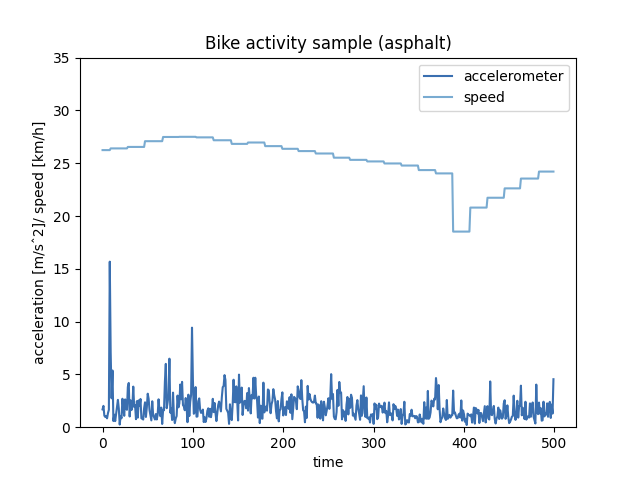 Bike activity sample (asphalt)
accelerometer
speed
acceleration [m/s^2]/ speed [km/h]
35
30
25
20
15
10
5
0
0 100 200 300 400 500
time